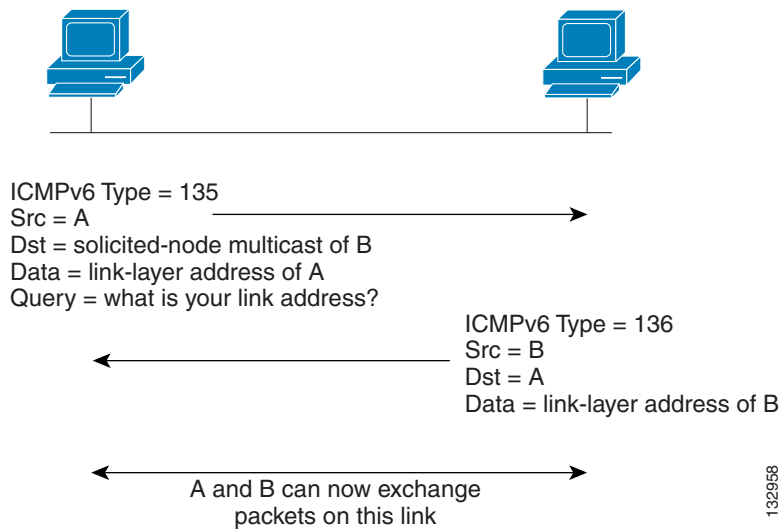 ICMPv6 Type = 135
Src = A
Dst = solicited-node multicast of B
Data = link-layer address of A
Query = what is your link address?
ICMPv6 Type = 136
Src = B
Dst = A
Data = link-layer address of B
A and B can now exchange
packets on this link
132958